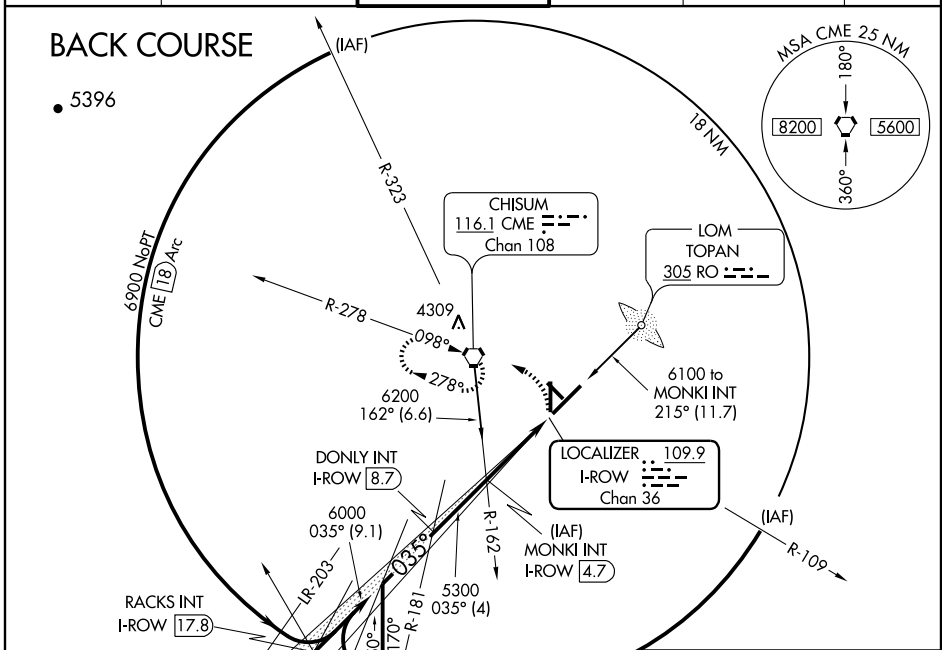 BACK COURSE
5396
(IAF)
MSA CME 25 NM
180°
8200
5600
360°
18 NM
R-323
6900 NoPT
CME 18 Arc
CHISUM
116.1 CME
Chan 108
LOM
TOPAN
305 RO
R-278
4309
098°
278°
6200
162° (6.6)
6100 to
MONKI INT
215° (11.7)
LOCALIZER 109.9
I-ROW
Chan 36
DONLY INT
I-ROW 8.7
6000
035° (9.1)
035°
R-162
(IAF)
MONKI INT
I-ROW 4.7
(IAF)
R-109
5300
035° (4)
LR-203
R-181
170°
RACKS INT
I-ROW 17.8